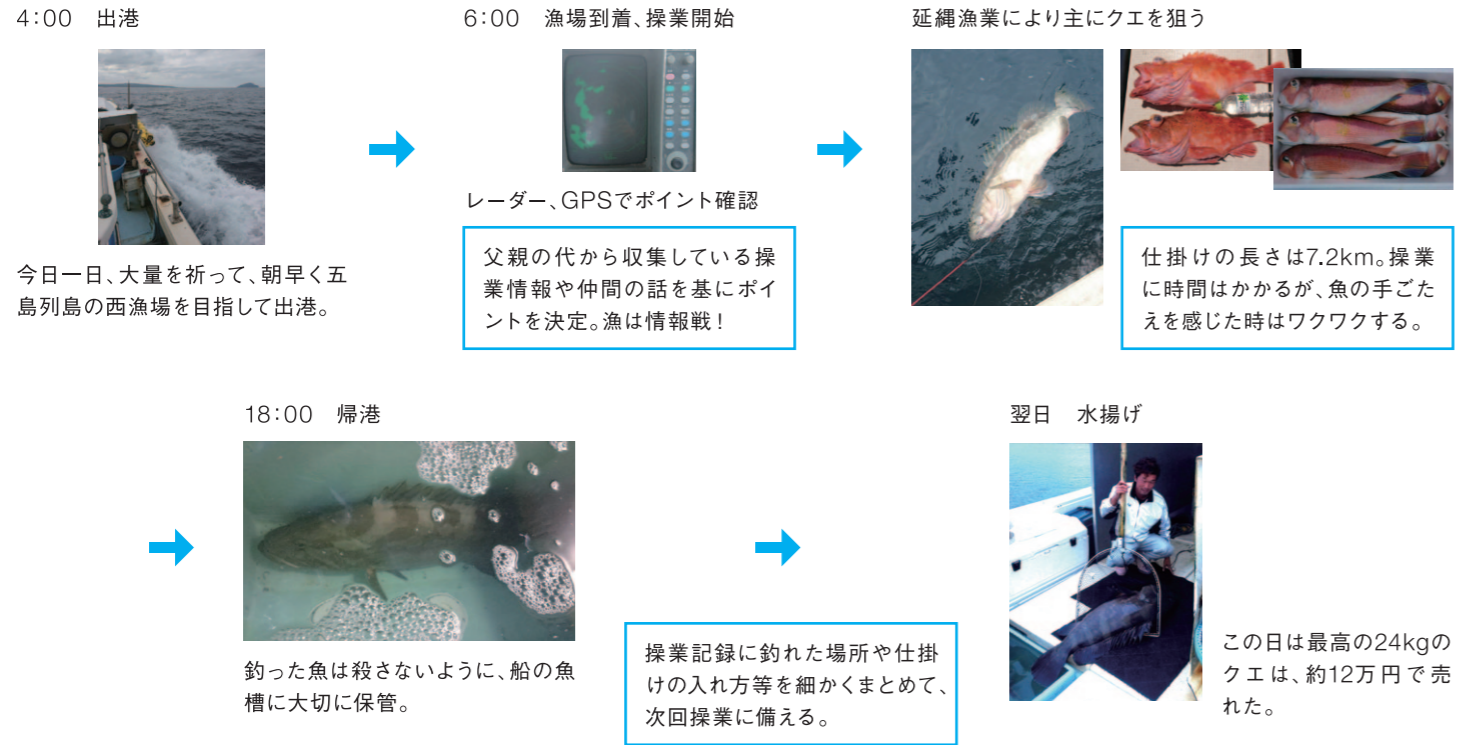 4：00　出港
今日一日、大量を祈って、朝早く五
島列島の西漁場を目指して出港。
6：00　漁場到着、操業開始
レーダー、GPSでポイント確認
父親の代から収集している操
業情報や仲間の話を基にポイ
ントを決定。漁は情報戦！
延縄漁業により主にクエを狙う
仕掛けの長さは7.2km。操業
に時間はかかるが、魚の手ごた
えを感じた時はワクワクする。
18：00　帰港
釣った魚は殺さないように、船の魚
槽に大切に保管。
操業記録に釣れた場所や仕掛
けの入れ方等を細かくまとめて、
次回操業に備える。
翌日　水揚げ
この日は最高の24kgの
クエは、約12万円で売
れた。